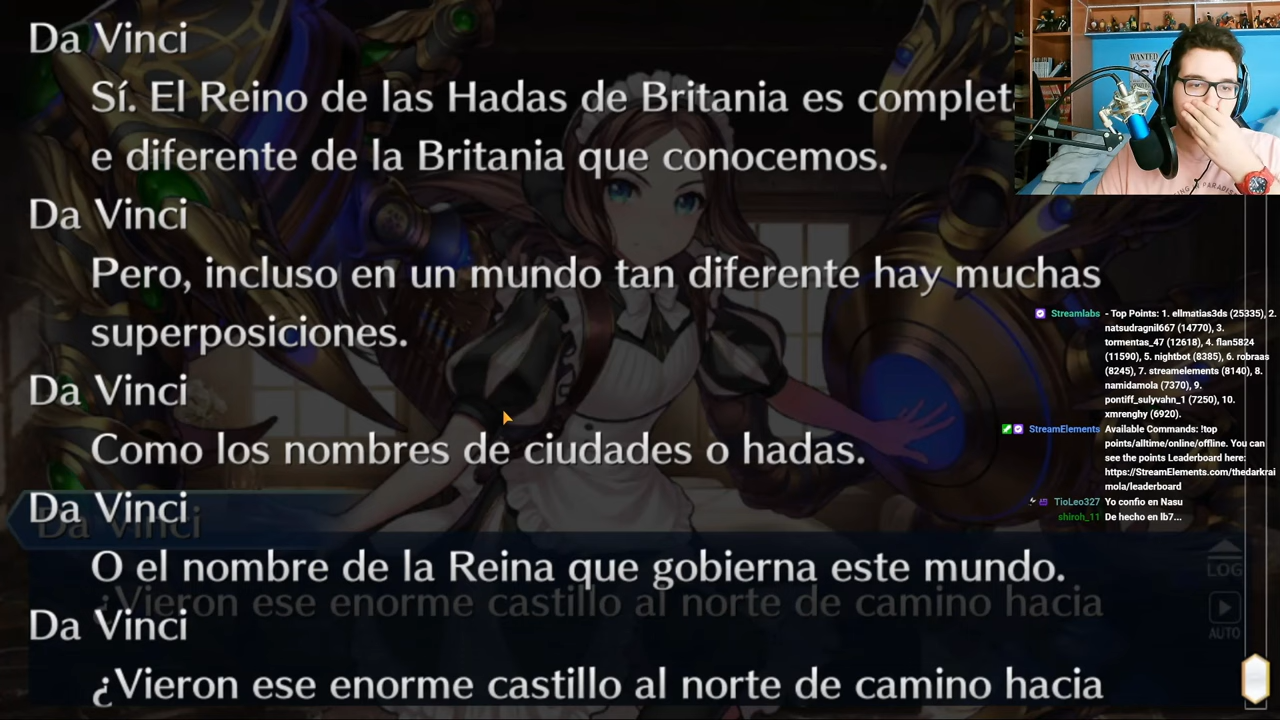 Da Vinci
Sí. El Reino de las Hadas de Britania es complet
e diferente de la Britania que conocemos.
Da Vinci
Pero, incluso en un mundo tan diferente hay muchas
superposiciones.
Da Vinci
Como los nombres de ciudades o hadas.
Da Vinci
Da Vinci
O el nombre de la Reina que gobierna este mundo.
¿Vieron ese enorme castillo al norte de camino hacia
Da Vinci
¿Vieron ese enorme castillo al norte de camino hacia
WANTED
Streamlabs - Top Points: 1. ellmatias3ds (25335), 2.
natsudragnil667 (14770), 3.
tormentas_47 (12618), 4. flan5824
(11590), 5. nightbot (8385), 6. robraas
(8245), 7. streamelements (8140), 8.
namidamola (7370), 9.
pontiff_sulyvahn_1 (7250), 10.
xmrenghy (6920).
StreamElements Available Commands: !top
points/alltime/online/offline. You can
see the points Leaderboard here:
https://StreamElements.com/thedarkrai
mola/leaderboard
TioLeo327 Yo confio en Nasu
shiroh_11 De hecho en lb7...
LOG
AUTO